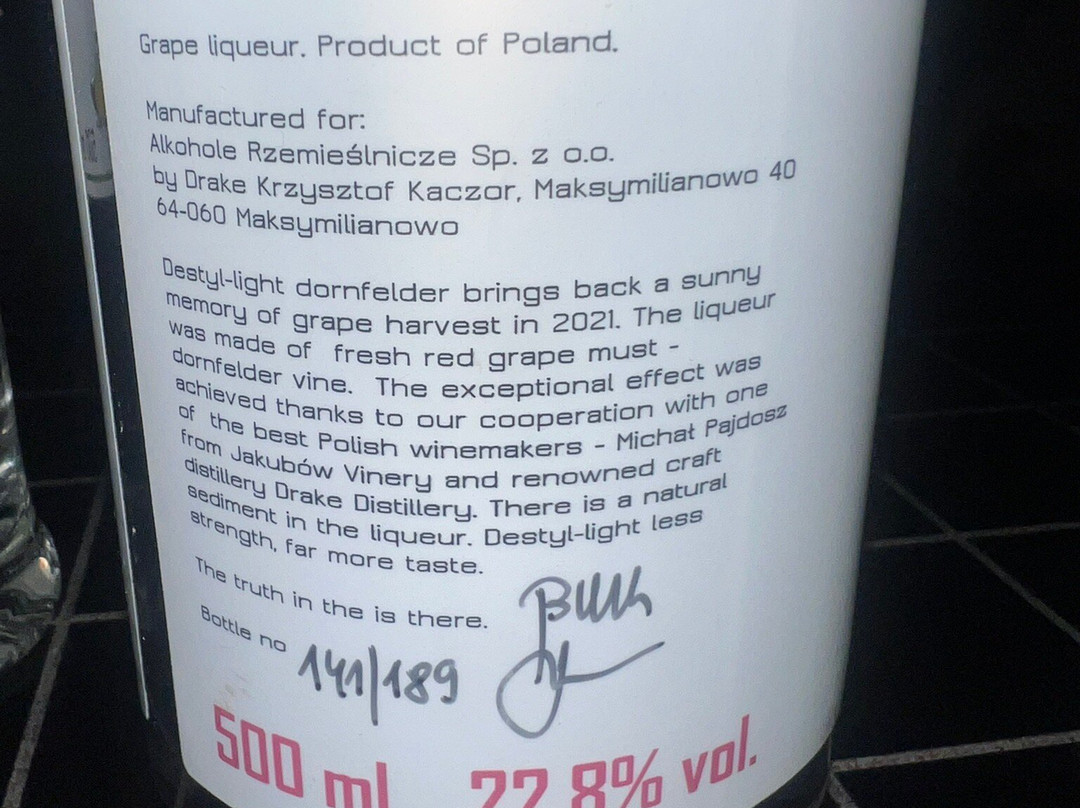 Grape liqueur. Product of Poland.
Manufactured for:
Alkohole Rzemieślnicze Sp. z o.o.
by Drake Krzysztof Kaczor, Maksymilianowo 40
64-060 Maksymilianowo
Destyl-light dornfelder brings back a sunny
memory of grape harvest in 2021. The liqueur
was made of fresh red grape must -
dornfelder vine. The exceptional effect was
achieved thanks to our cooperation with one
of the best Polish winemakers - Michał Pajdosz
from Jakubów Vinery and renowned craft
distillery Drake Distillery. There is a natural
sediment in the liqueur. Destyl-light less
strength, far more taste.
The truth in the is there.
Bottle no 141/189
500 ml 22.8% vol.